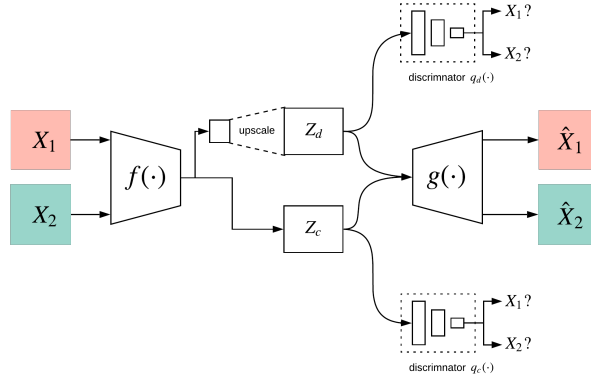 X₁?
X₂?
discrimnator q_d(·)
upscale
Z_d
X₁
X₂
f(·)
g(·)
X̂₁
X̂₂
Z_c
X₁?
X₂?
discrimnator q_c(·)